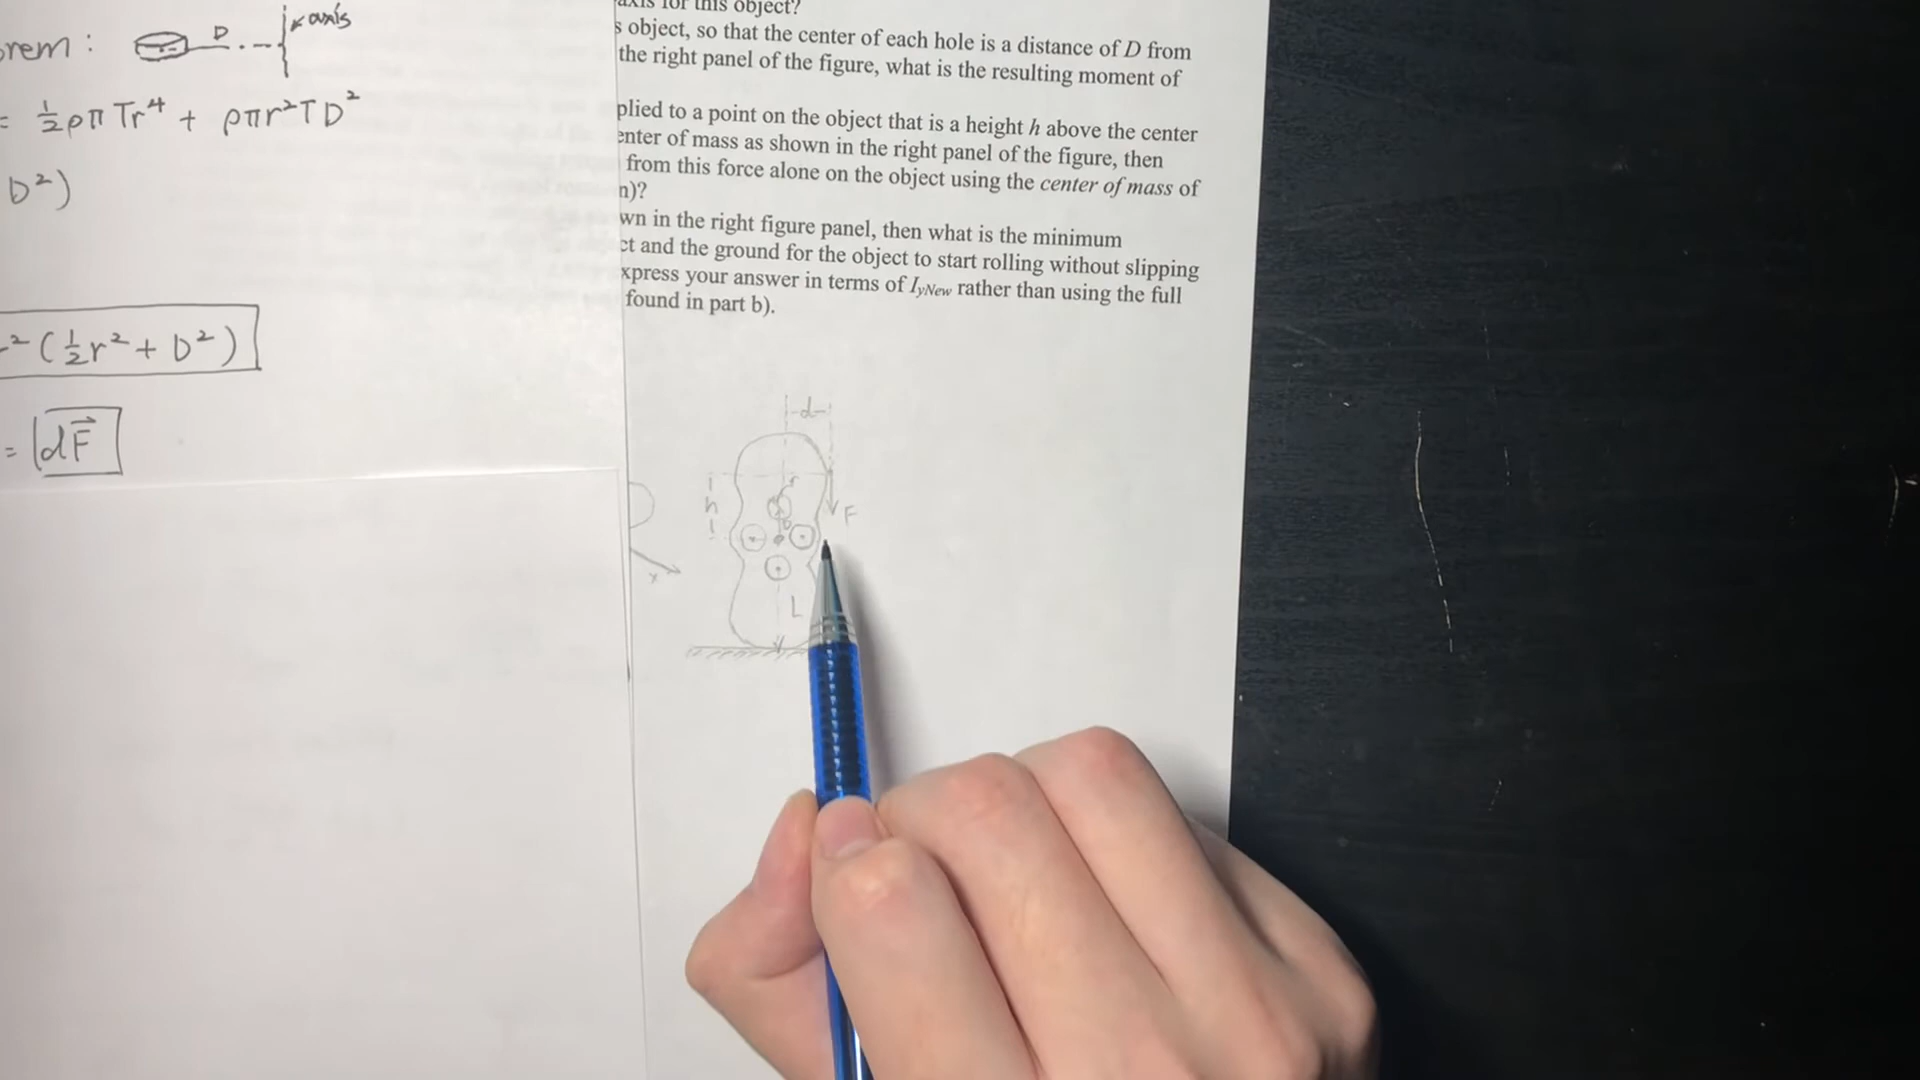 orem : D axis
= ½ρπTr⁴ + ρπr²TD²
D²)
²(½r² + D²)
= |dF⃗|
axis for this object?
s object, so that the center of each hole is a distance of D from
the right panel of the figure, what is the resulting moment of
plied to a point on the object that is a height h above the center
enter of mass as shown in the right panel of the figure, then
from this force alone on the object using the center of mass of
n)?
wn in the right figure panel, then what is the minimum
ct and the ground for the object to start rolling without slipping
xpress your answer in terms of IyNew rather than using the full
found in part b).
d
r
h
D
F
x
L